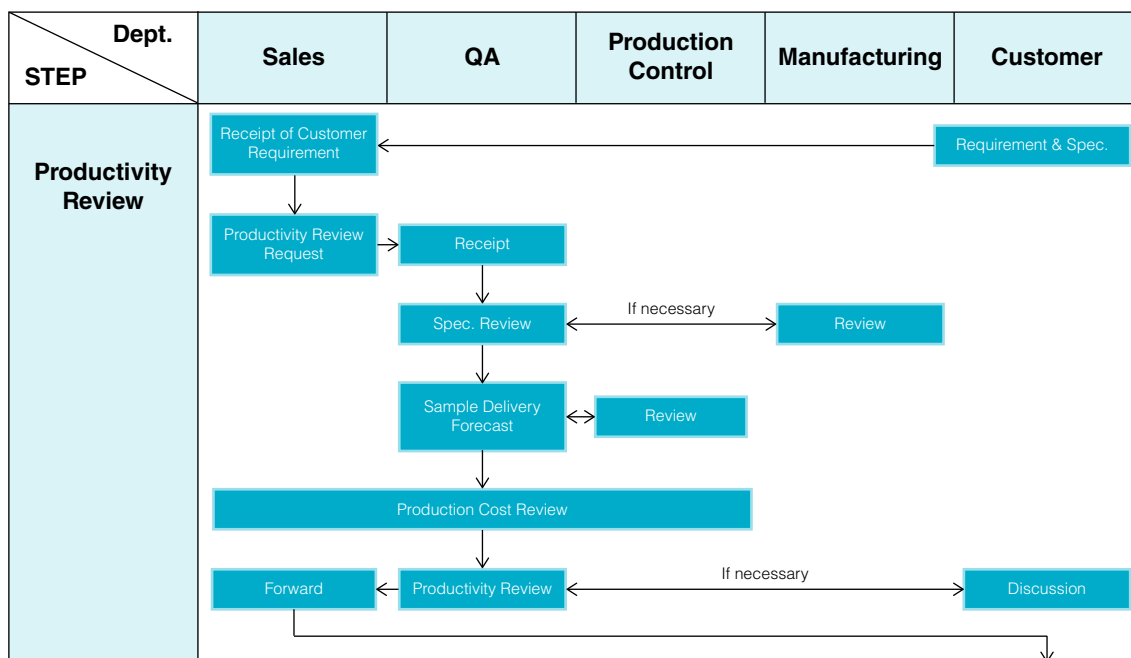 Dept.
STEP
Sales
QA
Production
Control
Manufacturing
Customer
Productivity
Review
Receipt of Customer
Requirement
Requirement & Spec.
Productivity Review
Request
Receipt
Spec. Review
If necessary
Review
Sample Delivery
Forecast
Review
Production Cost Review
Forward
Productivity Review
If necessary
Discussion